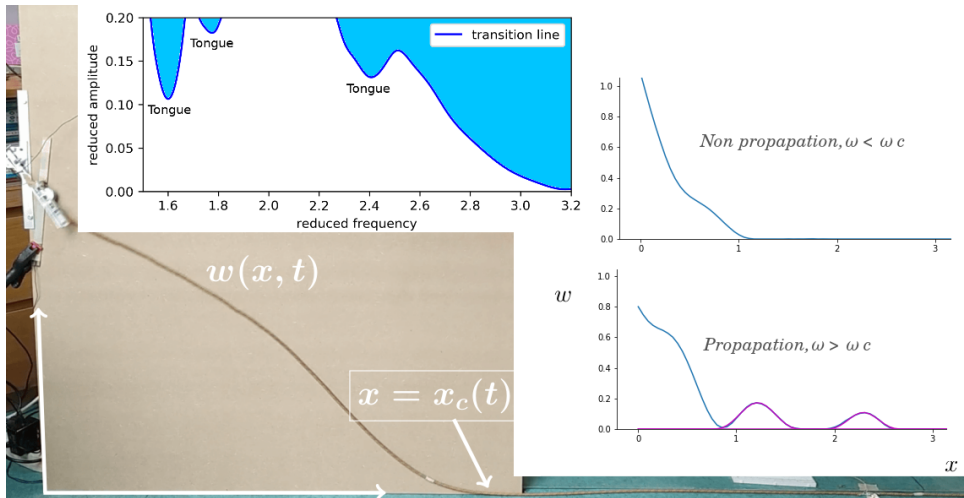 0.20
0.15
0.10
0.05
0.00
reduced amplitude
1.6
1.8
2.0
2.2
2.4
2.6
2.8
3.0
3.2
reduced frequency
Tongue
Tongue
Tongue
transition line
w(x, t)
x = x_c(t)
1.0
0.8
0.6
0.4
0.2
0.0
0
1
2
3
Non propapation, ω < ω c
w
1.0
0.8
0.6
0.4
0.2
0.0
0
1
2
3
Propapation, ω > ω c
x